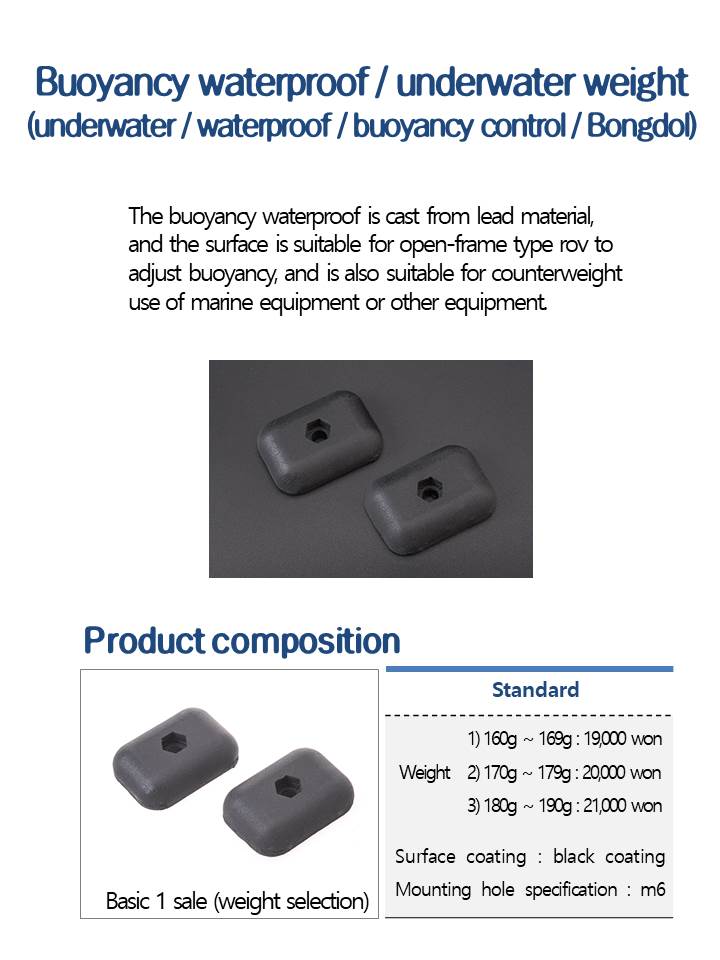 Buoyancy waterproof / underwater weight
(underwater / waterproof / buoyancy control / Bongdol)
The buoyancy waterproof is cast from lead material,
and the surface is suitable for open-frame type rov to
adjust buoyancy, and is also suitable for counterweight
use of marine equipment or other equipment.
Product composition
Basic 1 sale (weight selection)
Standard
1) 160g ~ 169g : 19,000 won
Weight 2) 170g ~ 179g : 20,000 won
3) 180g ~ 190g : 21,000 won
Surface coating : black coating
Mounting hole specification : m6